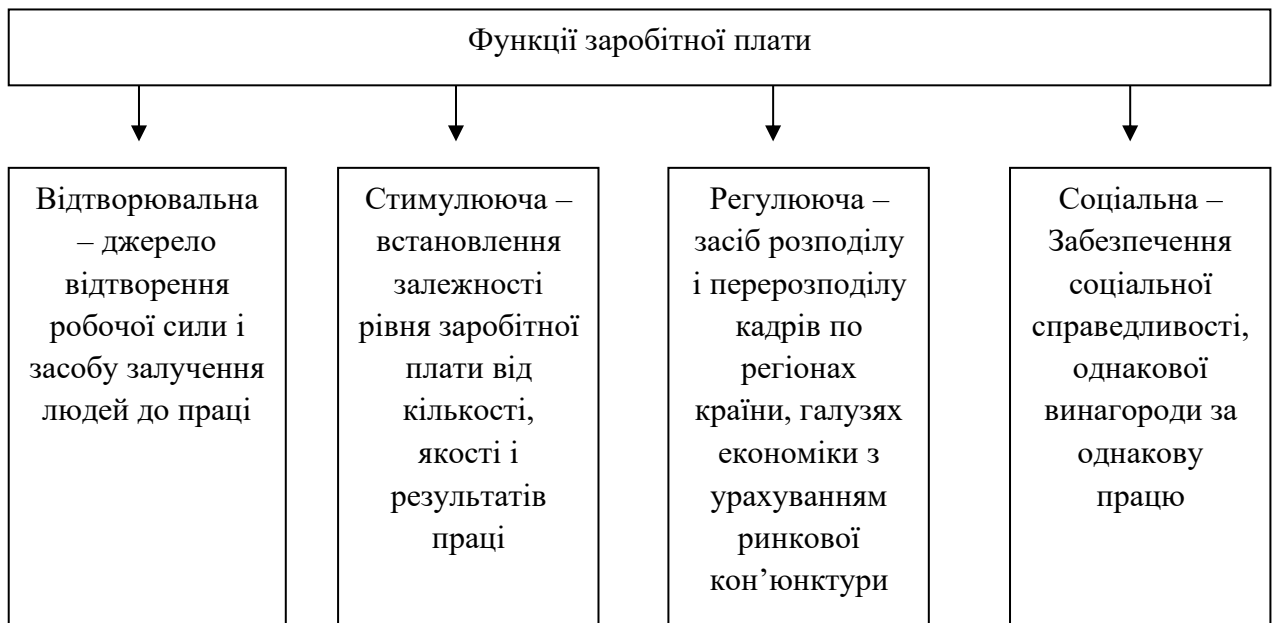 Функції заробітної плати
Відтворювальна
– джерело
відтворення
робочої сили і
засобу залучення
людей до праці
Стимулююча –
встановлення
залежності
рівня заробітної
плати від
кількості,
якості і
результатів
праці
Регулююча –
засіб розподілу
і перерозподілу
кадрів по
регіонах
країни, галузях
економіки з
урахуванням
ринкової
кон’юнктури
Соціальна –
Забезпечення
соціальної
справедливості,
однакової
винагороди за
однакову
працю